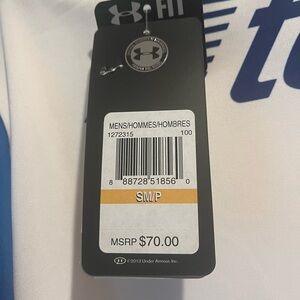 FIT
MENS/HOMMES/HOMBRES
1272315 100
8 88728 51856 0
SM/P
MSRP $70.00
©2013 Under Armour, Inc.